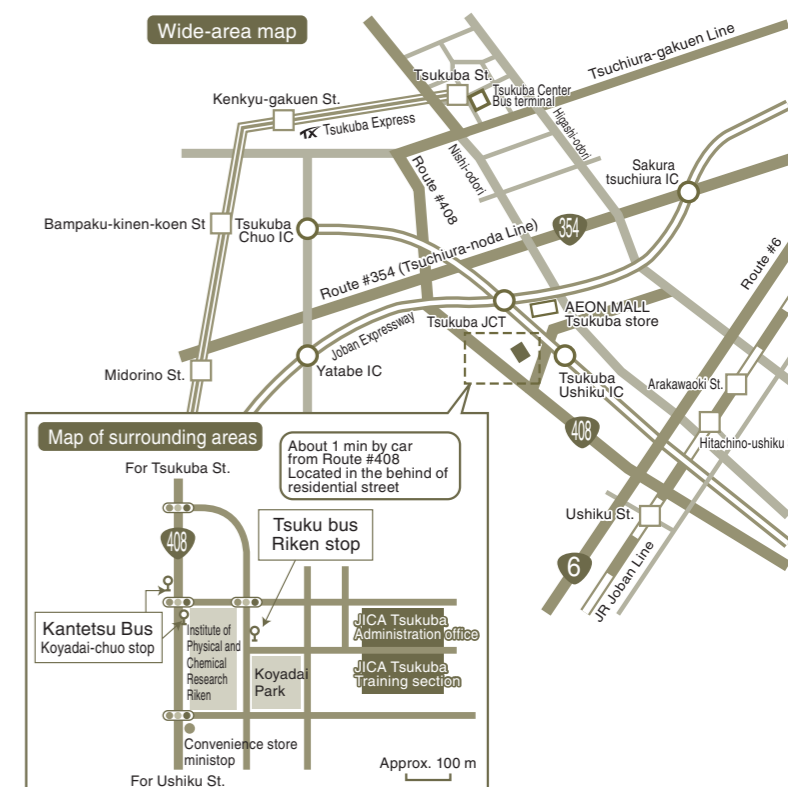 Wide-area map
Tsuchiura-gakuen Line
Tsukuba St.
Tsukuba Center
Bus terminal
Kenkyu-gakuen St.
TX Tsukuba Express
Higashi-odori
Nishi-odori
Route #408
Sakura
tsuchiura IC
Bampaku-kinen-koen St
Tsukuba
Chuo IC
354
Route #354 (Tsuchiura-noda Line)
Route #6
Joban Expressway
Tsukuba JCT
AEON MALL
Tsukuba store
Midorino St.
Yatabe IC
Tsukuba
Ushiku IC
Arakawaoki St.
408
Hitachino-ushiku
Ushiku St.
6
JR Joban Line
Map of surrounding areas
About 1 min by car
from Route #408
Located in the behind of
residential street
For Tsukuba St.
408
Tsuku bus
Riken stop
Kantetsu Bus
Koyadai-chuo stop
Institute of
Physical and
Chemical
Research
Riken
Koyadai
Park
JICA Tsukuba
Administration office
JICA Tsukuba
Training section
Convenience store
ministop
For Ushiku St.
Approx. 100 m